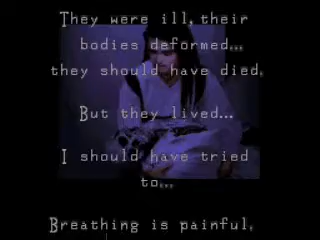 They were ill, their
bodies deformed...
they should have died.
But they lived...
I should have tried
to...
Breathing is painful.